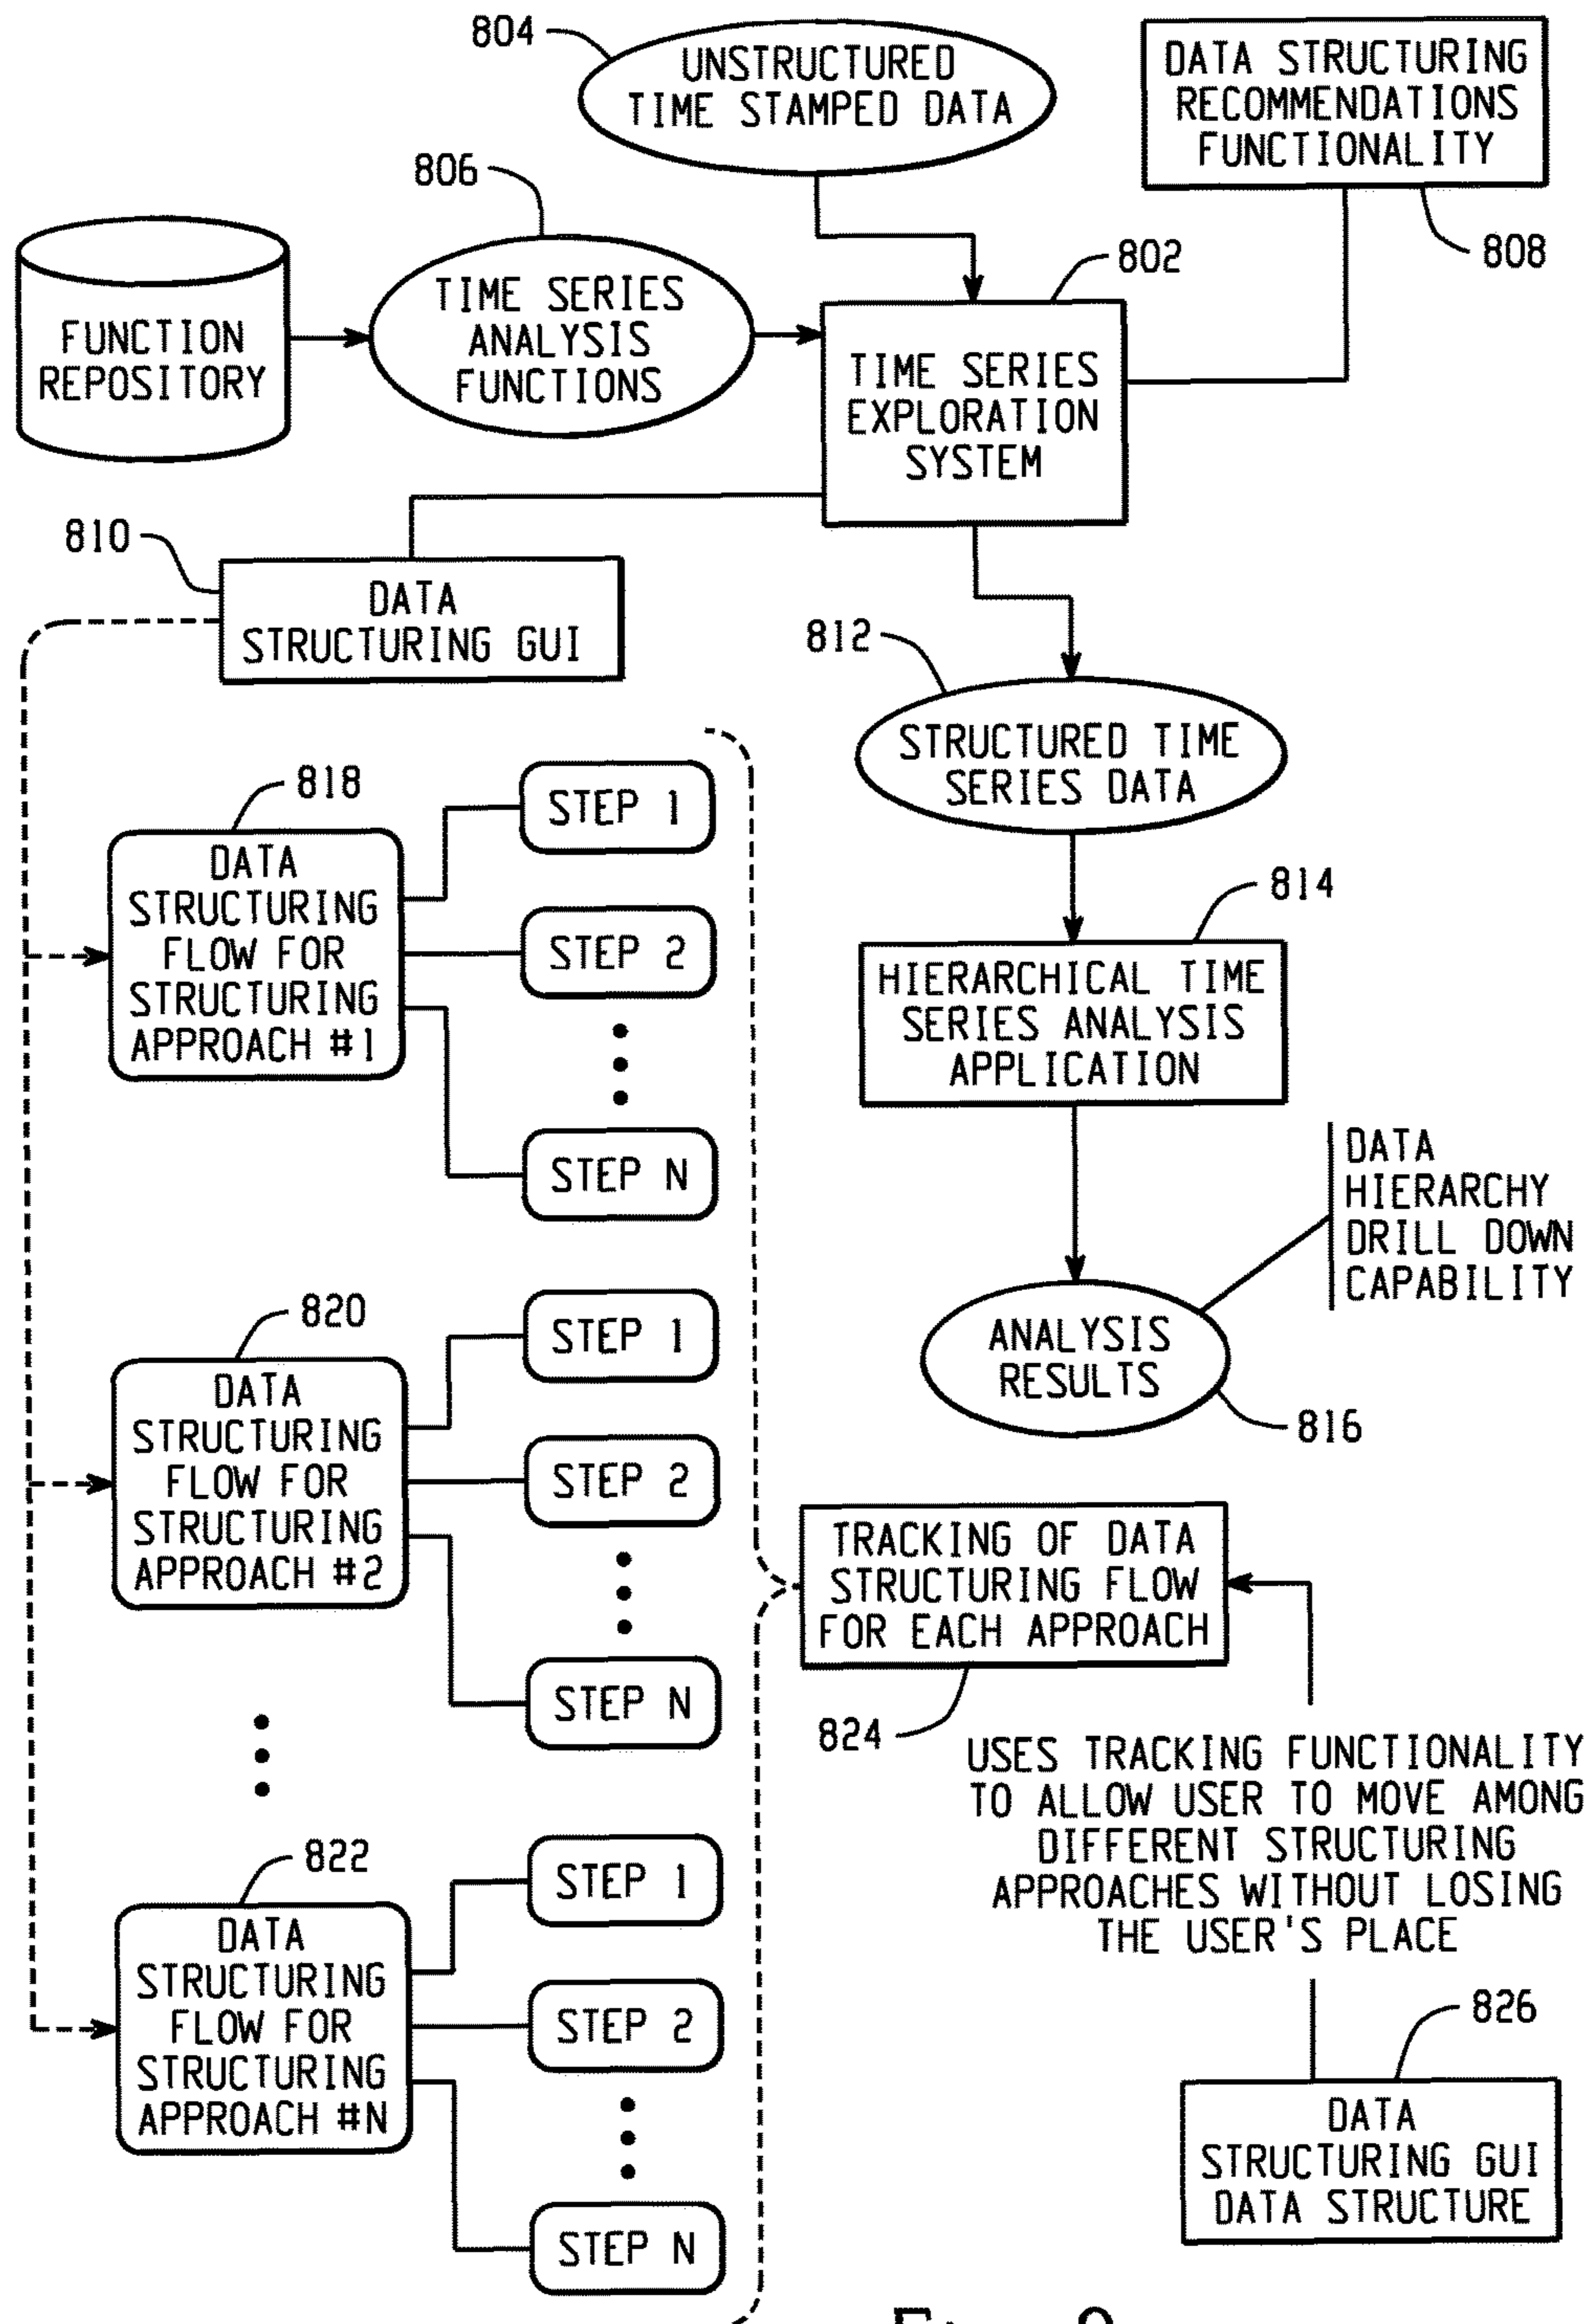 804
UNSTRUCTURED
TIME STAMPED DATA
DATA STRUCTURING
RECOMMENDATIONS
FUNCTIONALITY
808
806
FUNCTION
REPOSITORY
TIME SERIES
ANALYSIS
FUNCTIONS
802
TIME SERIES
EXPLORATION
SYSTEM
810
DATA
STRUCTURING GUI
812
STRUCTURED TIME
SERIES DATA
814
HIERARCHICAL TIME
SERIES ANALYSIS
APPLICATION
DATA
HIERARCHY
DRILL DOWN
CAPABILITY
ANALYSIS
RESULTS
816
818
DATA
STRUCTURING
FLOW FOR
STRUCTURING
APPROACH #1
STEP 1
STEP 2
STEP N
820
DATA
STRUCTURING
FLOW FOR
STRUCTURING
APPROACH #2
STEP 1
STEP 2
STEP N
822
DATA
STRUCTURING
FLOW FOR
STRUCTURING
APPROACH #N
STEP 1
STEP 2
STEP N
TRACKING OF DATA
STRUCTURING FLOW
FOR EACH APPROACH
824
USES TRACKING FUNCTIONALITY
TO ALLOW USER TO MOVE AMONG
DIFFERENT STRUCTURING
APPROACHES WITHOUT LOSING
THE USER'S PLACE
826
DATA
STRUCTURING GUI
DATA STRUCTURE